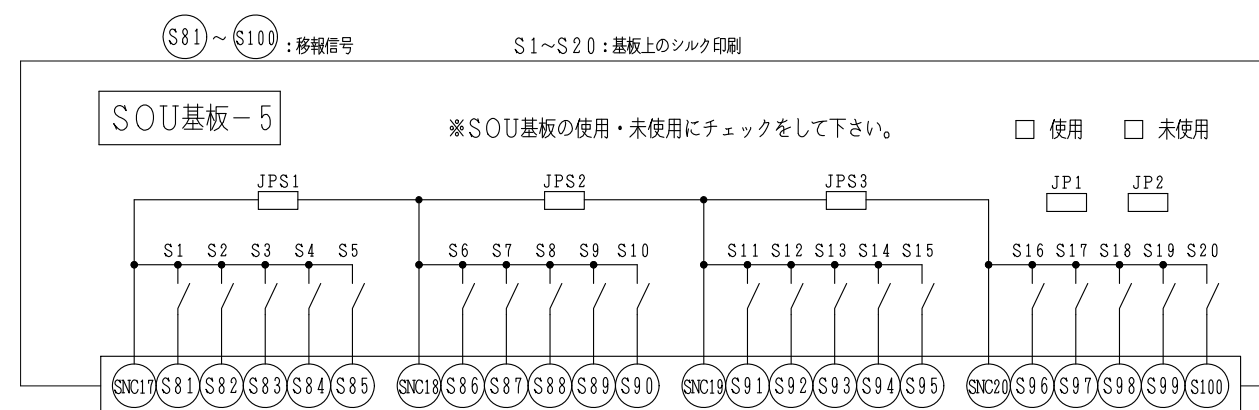 S81 ~ S100 : 移報信号 S1~S20:基板上のシルク印刷
SOU基板-5
※SOU基板の使用・未使用にチェックをして下さい。 □ 使用 □ 未使用
JPS1 JPS2 JPS3 JP1 JP2
S1 S2 S3 S4 S5 S6 S7 S8 S9 S10 S11 S12 S13 S14 S15 S16 S17 S18 S19 S20
SNC17 S81 S82 S83 S84 S85 SNC18 S86 S87 S88 S89 S90 SNC19 S91 S92 S93 S94 S95 SNC20 S96 S97 S98 S99 S100